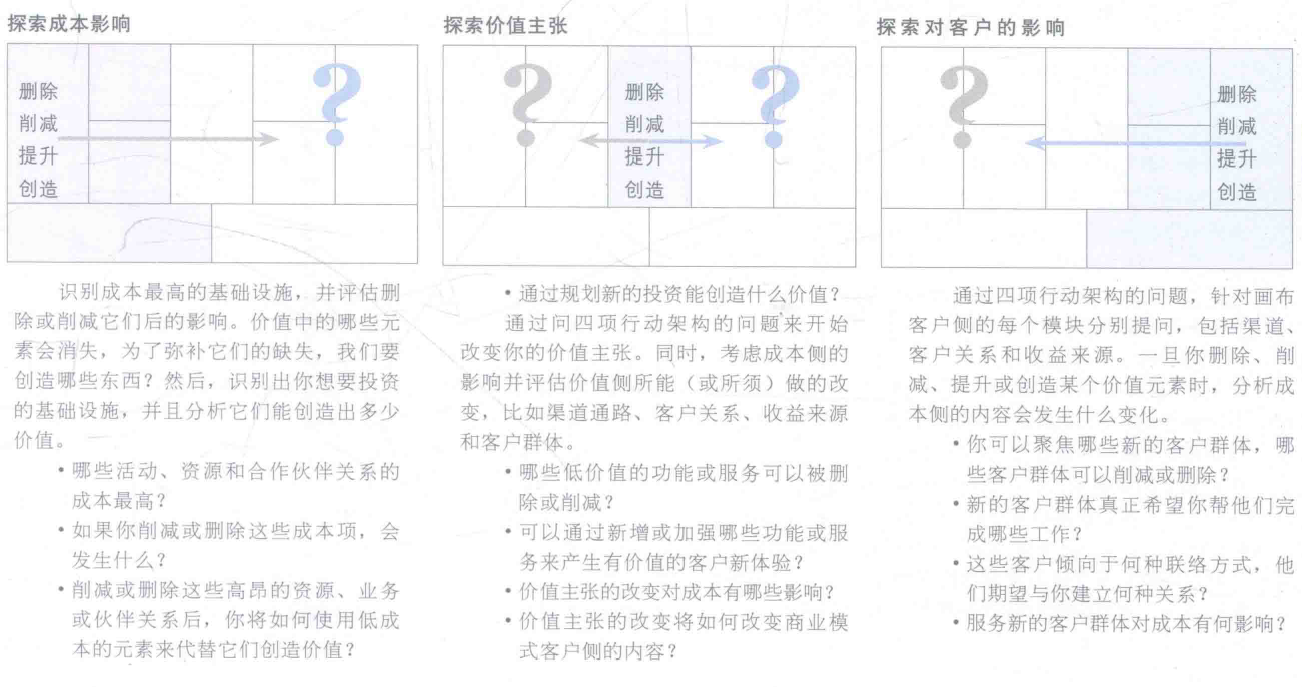 探索成本影响
删除
削减
提升
创造
?
识别成本最高的基础设施，并评估删
除或削减它们后的影响。价值中的哪些元
素会消失，为了弥补它们的缺失，我们要
创造哪些东西？然后，识别出你想要投资
的基础设施，并且分析它们能创造出多少
价值。
•哪些活动、资源和合作伙伴关系的
成本最高？
•如果你削减或删除这些成本项，会
发生什么？
•削减或删除这些高昂的资源、业务
或伙伴关系后，你将如何使用低成
本的元素来代替它们创造价值？
探索价值主张
?
删除
削减
提升
创造
?
•通过规划新的投资能创造什么价值？
通过问四项行动架构的问题来开始
改变你的价值主张。同时，考虑成本侧的
影响并评估价值侧所能（或所须）做的改
变，比如渠道通路、客户关系、收益来源
和客户群体。
•哪些低价值的功能或服务可以被删
除或削减？
•可以通过新增或加强哪些功能或服
务来产生有价值的客户新体验？
•价值主张的改变对成本有哪些影响？
•价值主张的改变将如何改变商业模
式客户侧的内容？
探索对客户的影响
?
删除
削减
提升
创造
通过四项行动架构的问题，针对画布
客户侧的每个模块分别提问，包括渠道、
客户关系和收益来源。一旦你删除、削
减、提升或创造某个价值元素时，分析成
本侧的内容会发生什么变化。
•你可以聚焦哪些新的客户群体，哪
些客户群体可以削减或删除？
•新的客户群体真正希望你帮他们完
成哪些工作？
•这些客户倾向于何种联络方式，他
们期望与你建立何种关系？
•服务新的客户群体对成本有何影响？